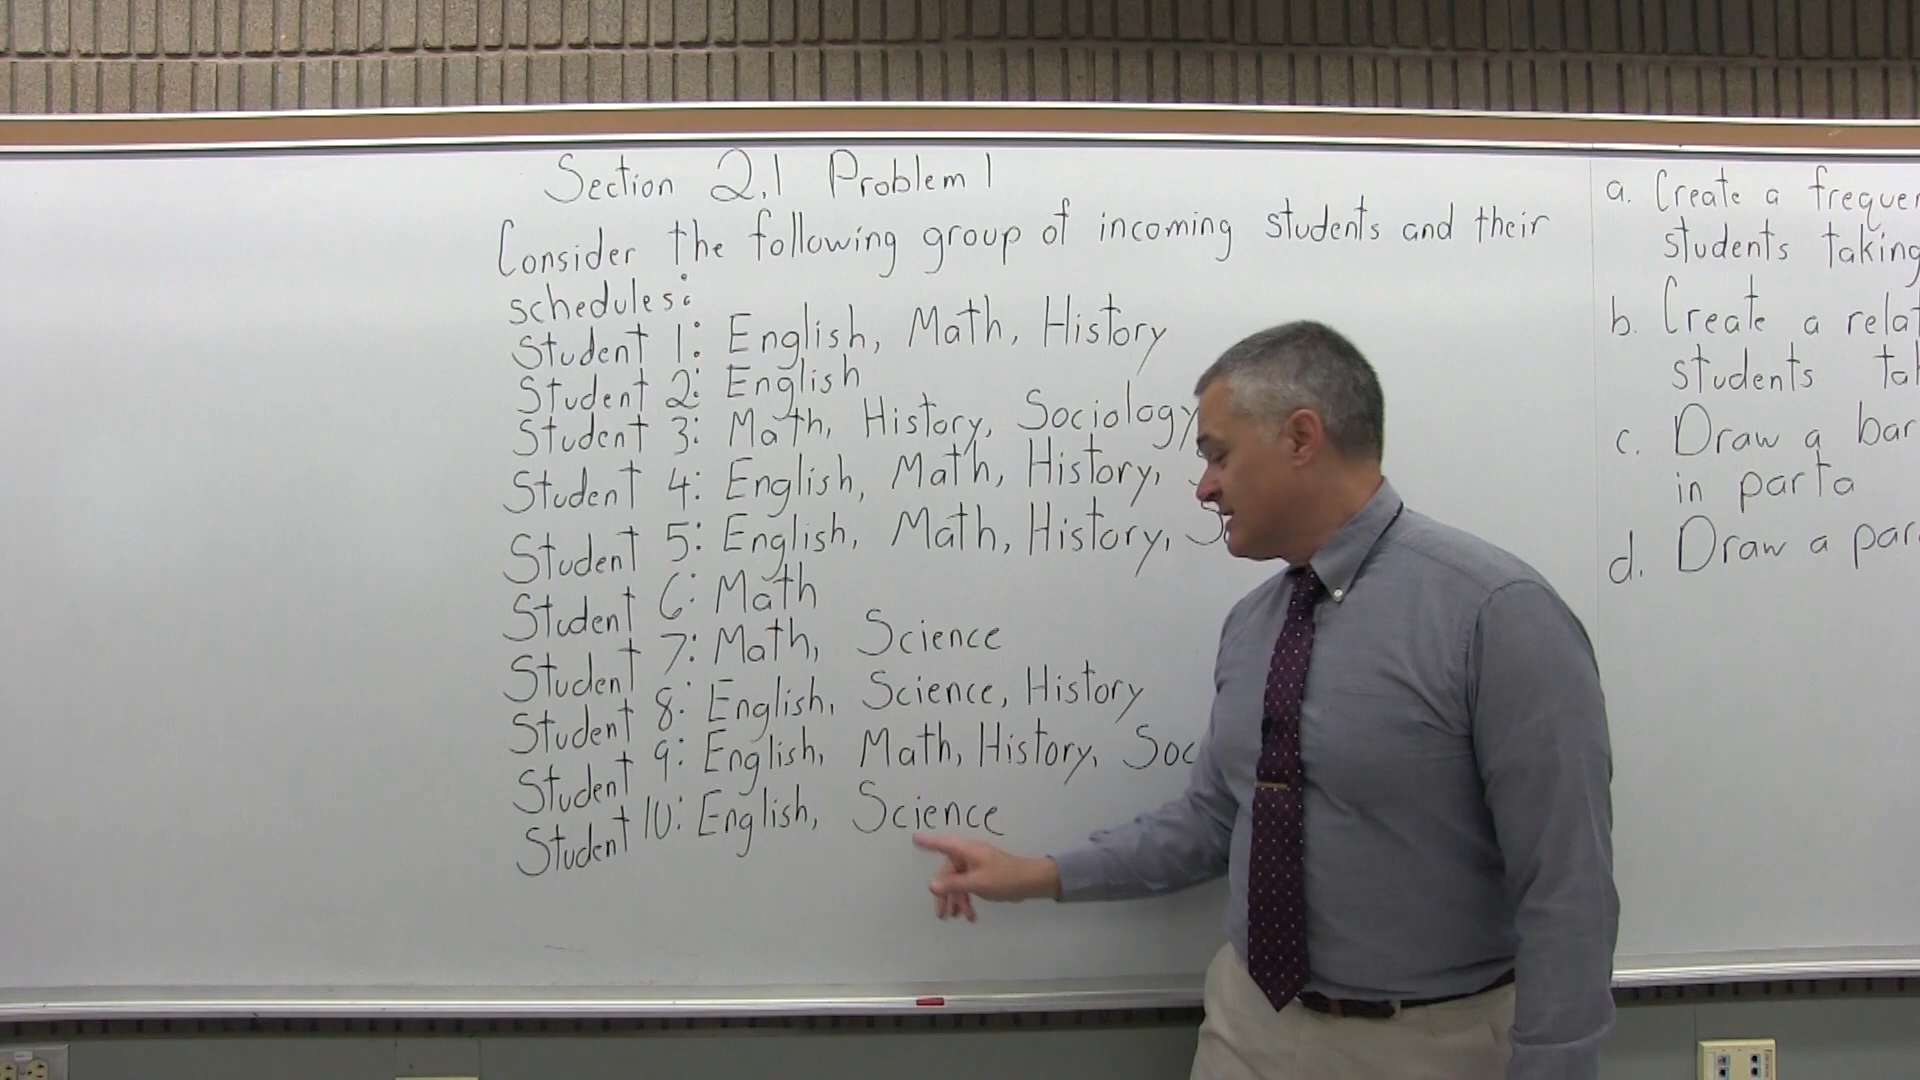 Section 2.1 Problem 1
Consider the following group of incoming students and their
schedules:
Student 1: English, Math, History
Student 2: English
Student 3: Math, History, Sociology
Student 4: English, Math, History,
Student 5: English, Math, History,
Student 6: Math
Student 7: Math, Science
Student 8: English, Science, History
Student 9: English, Math, History, Soc
Student 10: English, Science
a. Create a frequen
students taking
b. Create a relat
students tak
c. Draw a bar
in part a
d. Draw a par